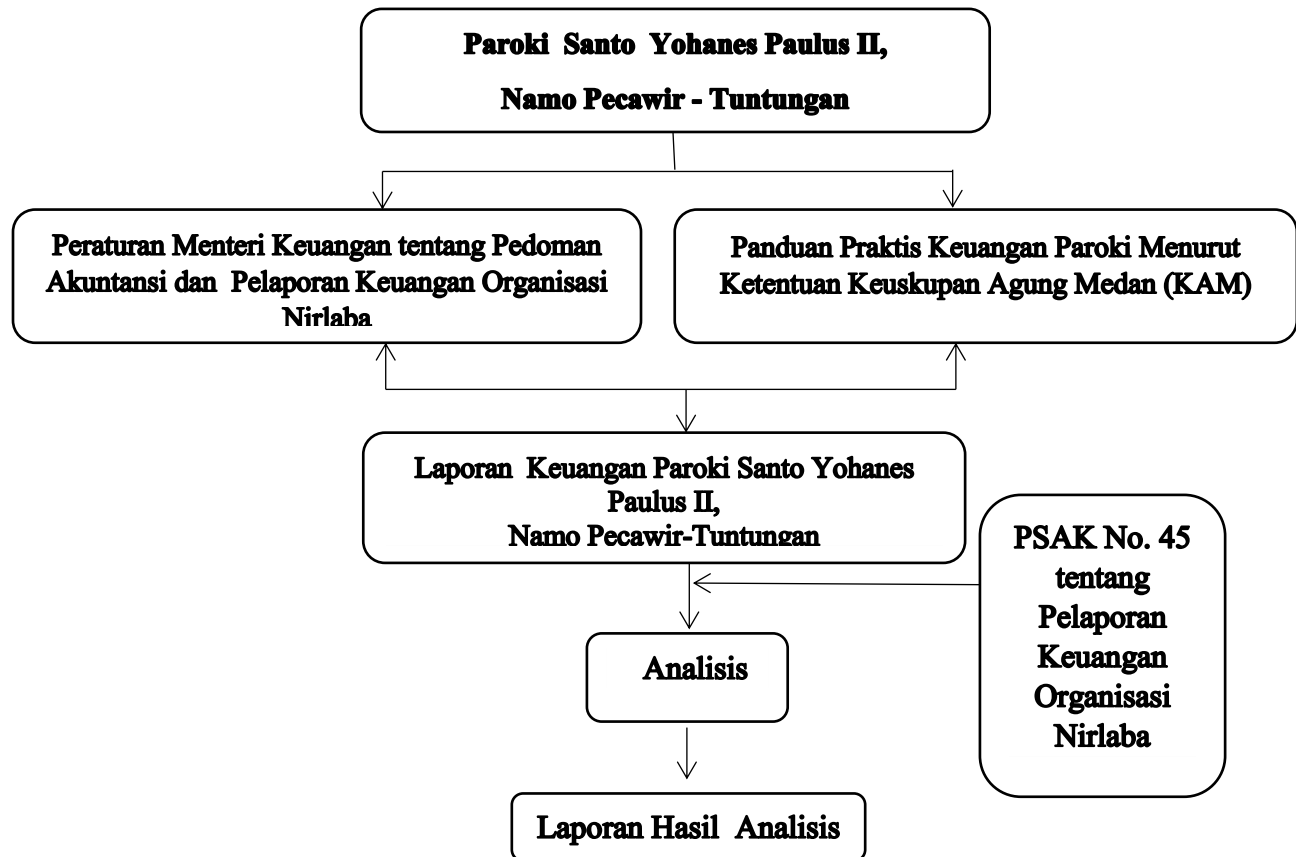 Paroki Santo Yohanes Paulus II,
Namo Pecawir - Tuntungan
Peraturan Menteri Keuangan tentang Pedoman
Akuntansi dan Pelaporan Keuangan Organisasi
Nirlaba
Panduan Praktis Keuangan Paroki Menurut
Ketentuan Keuskupan Agung Medan (KAM)
Laporan Keuangan Paroki Santo Yohanes
Paulus II,
Namo Pecawir-Tuntungan
PSAK No. 45
tentang
Pelaporan
Keuangan
Organisasi
Nirlaba
Analisis
Laporan Hasil Analisis